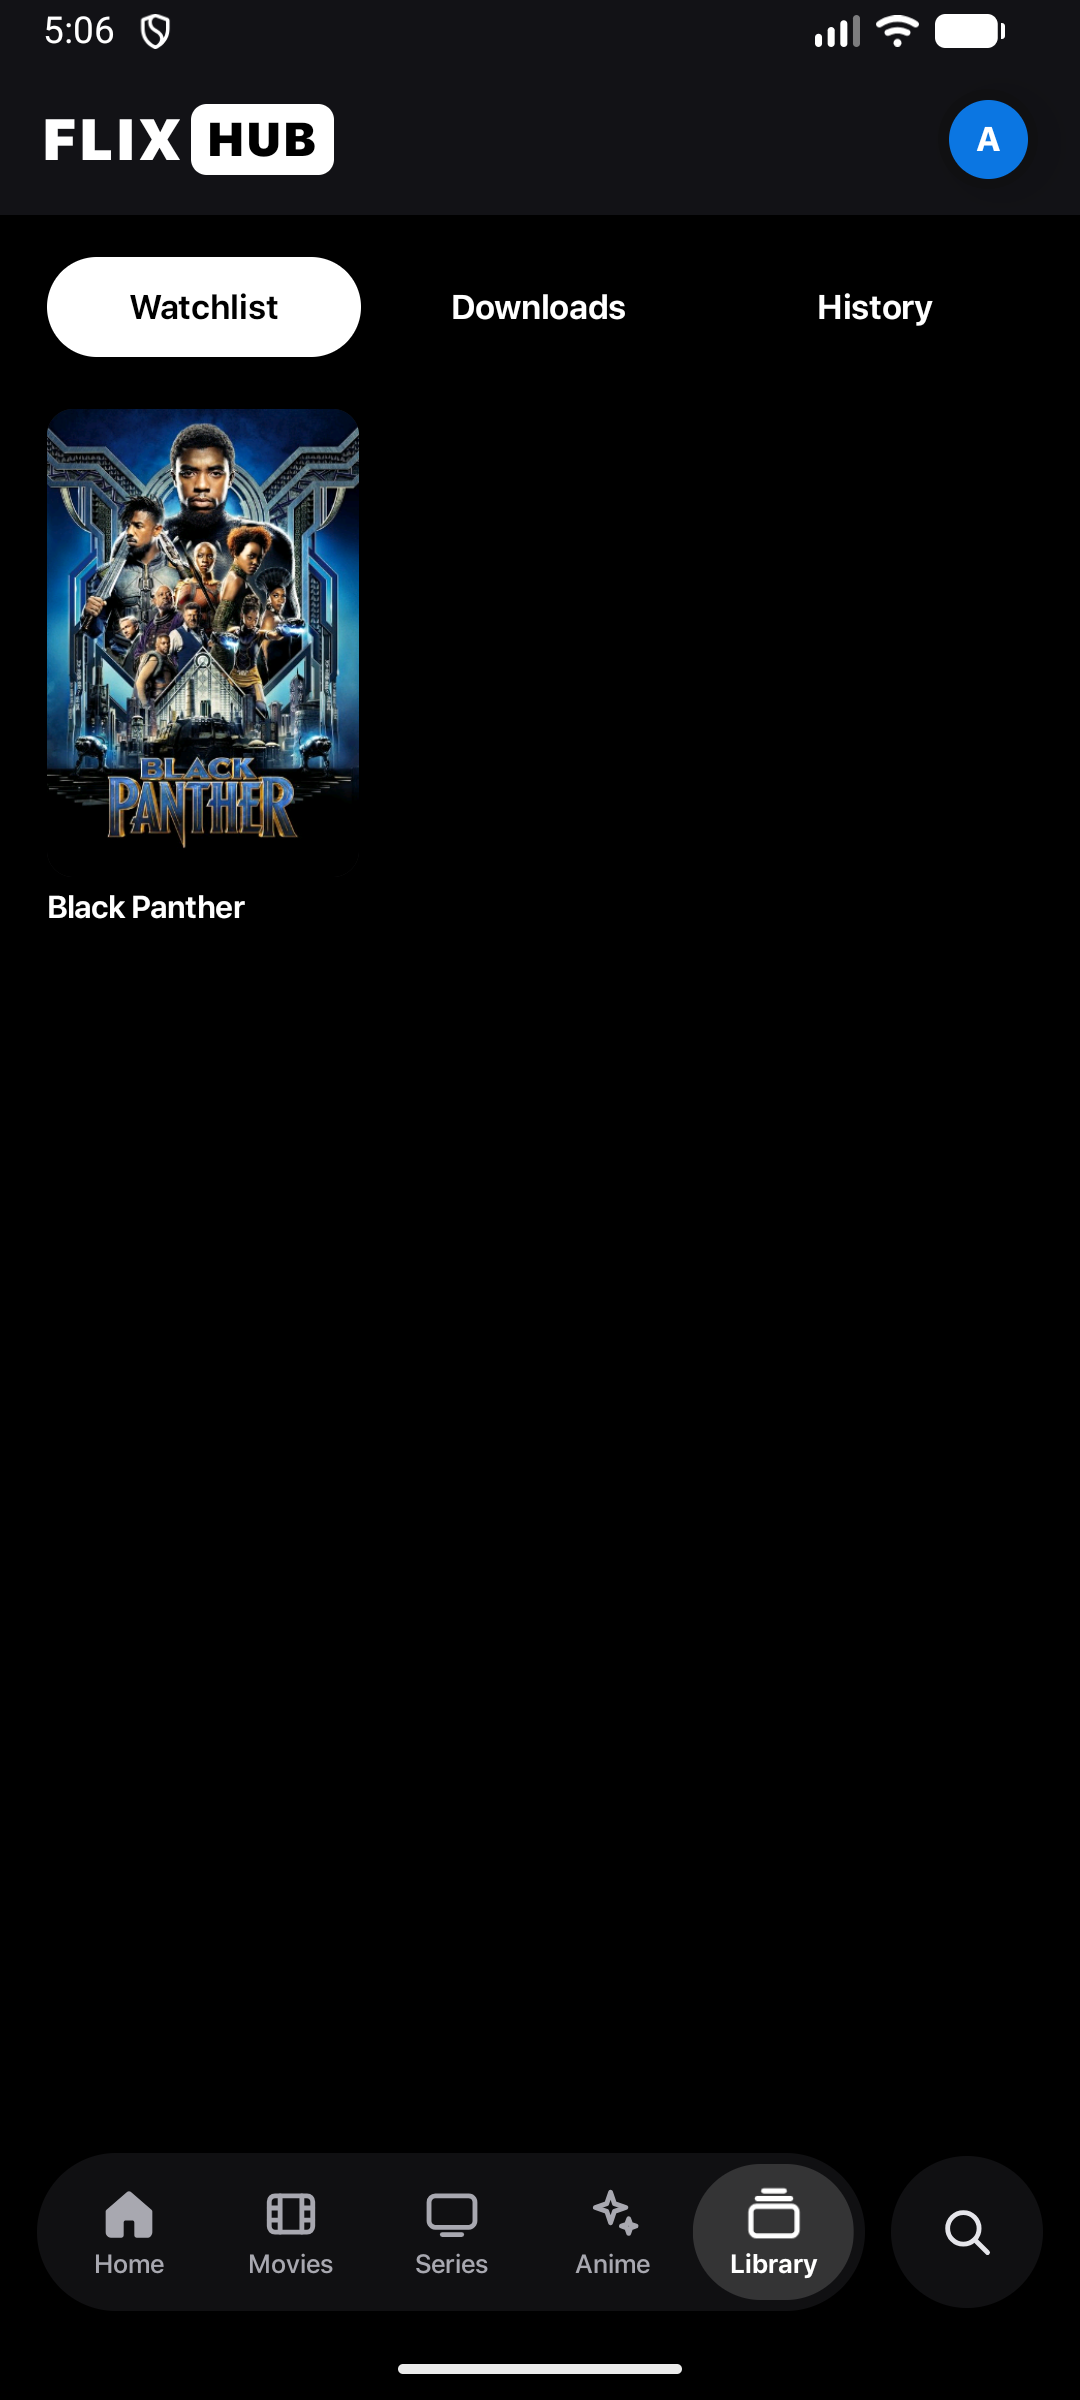 5:06
FLIX HUB
A
Watchlist
Downloads
History
BLACK
PANTHER
Black Panther
Home
Movies
Series
Anime
Library